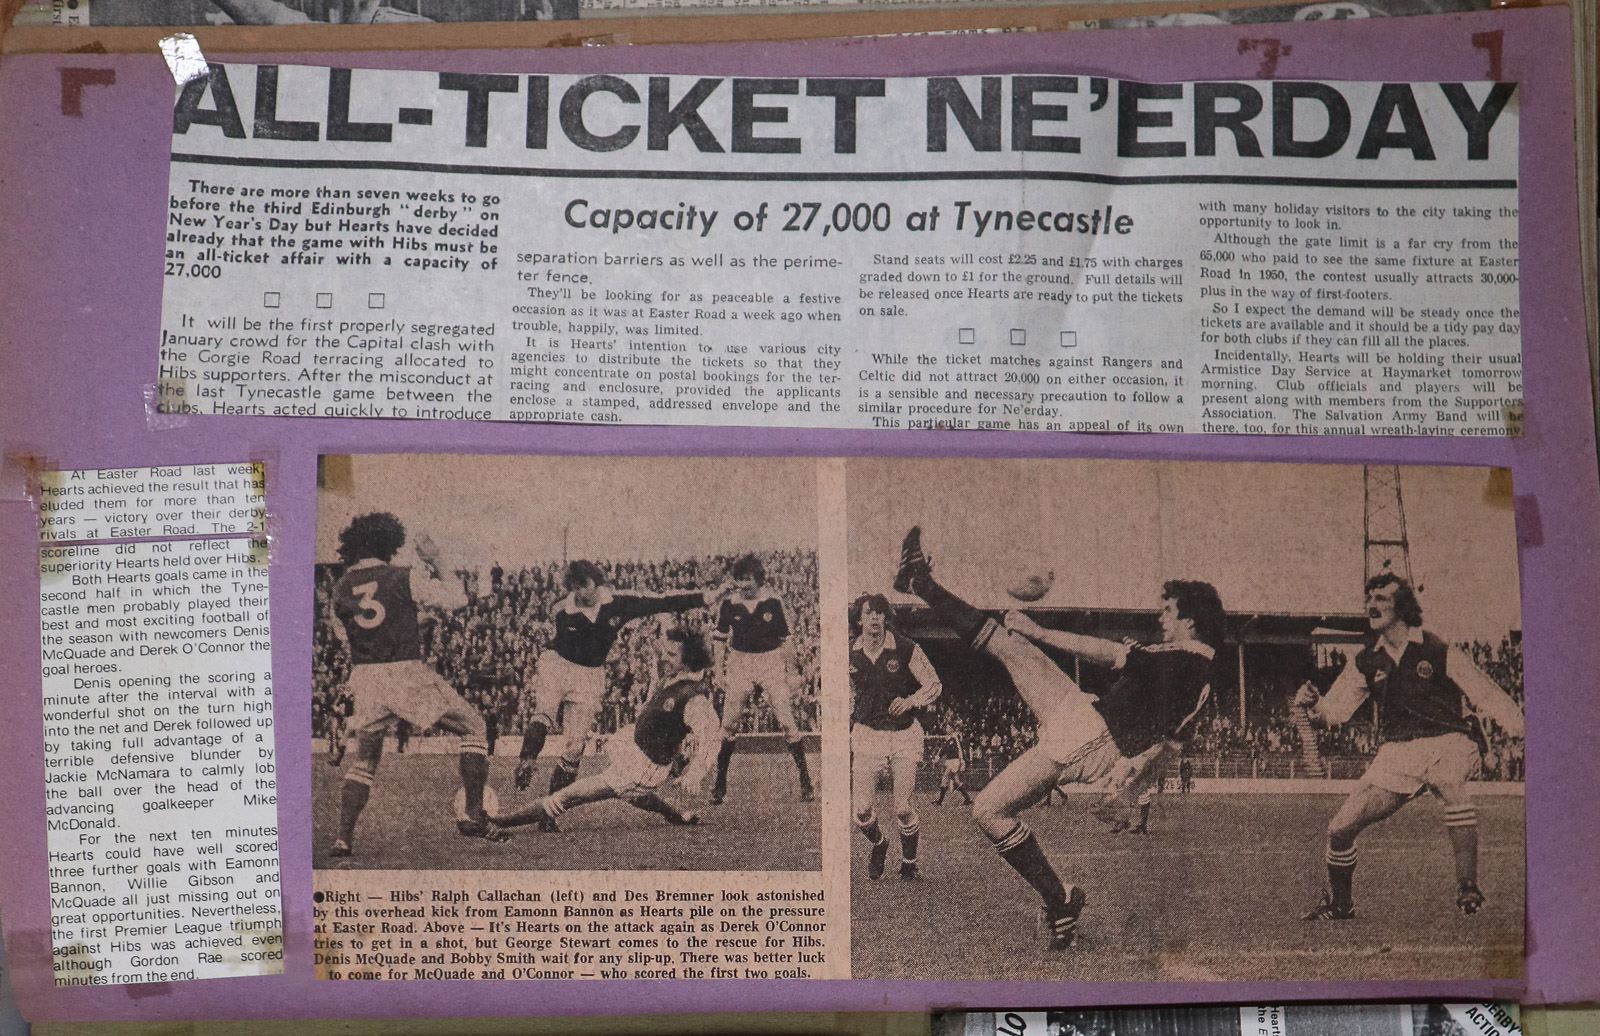 ALL-TICKET NE'ERDAY
There are more than seven weeks to go
before the third Edinburgh "derby" on
New Year's Day but Hearts have decided
already that the game with Hibs must be
an all-ticket affair with a capacity of
27,000
It will be the first properly segregated
January crowd for the Capital clash with
the Gorgie Road terracing allocated to
Hibs supporters. After the misconduct at
the last Tynecastle game between the
clubs, Hearts acted quickly to introduce
Capacity of 27,000 at Tynecastle
separation barriers as well as the perime-
ter fence.
They'll be looking for as peaceable a festive
occasion as it was at Easter Road a week ago when
trouble, happily, was limited.
It is Hearts' intention to use various city
agencies to distribute the tickets so that they
might concentrate on postal bookings for the ter-
racing and enclosure, provided the applicants
enclose a stamped, addressed envelope and the
appropriate cash.
Stand seats will cost £2.25 and £1.75 with charges
graded down to £1 for the ground. Full details will
be released once Hearts are ready to put the tickets
on sale.
While the ticket matches against Rangers and
Celtic did not attract 20,000 on either occasion, it
is a sensible and necessary precaution to follow a
similar procedure for Ne'erday.
This particular game has an appeal of its own
with many holiday visitors to the city taking the
opportunity to look in.
Although the gate limit is a far cry from the
65,000 who paid to see the same fixture at Easter
Road in 1950, the contest usually attracts 30,000-
plus in the way of first-footers.
So I expect the demand will be steady once the
tickets are available and it should be a tidy pay day
for both clubs if they can fill all the places.
Incidentally, Hearts will be holding their usual
Armistice Day Service at Haymarket tomorrow
morning. Club officials and players will be
present along with members from the Supporters
Association. The Salvation Army Band will be
there, too, for this annual wreath-laying ceremony.
At Easter Road last week,
Hearts achieved the result that has
eluded them for more than ten
years — victory over their derby
rivals at Easter Road. The 2-1
scoreline did not reflect the
superiority Hearts held over Hibs.
Both Hearts goals came in the
second half in which the Tyne-
castle men probably played their
best and most exciting football of
the season with newcomers Denis
McQuade and Derek O'Connor the
goal heroes.
Denis opening the scoring a
minute after the interval with a
wonderful shot on the turn high
into the net and Derek followed up
by taking full advantage of a
terrible defensive blunder by
Jackie McNamara to calmly lob
the ball over the head of the
advancing goalkeeper Mike
McDonald.
For the next ten minutes
Hearts could have well scored
three further goals with Eamonn
Bannon, Willie Gibson and
McQuade all just missing out on
great opportunities. Nevertheless,
the first Premier League triumph
against Hibs was achieved even
although Gordon Rae scored
minutes from the end.
3
●Right — Hibs' Ralph Callachan (left) and Des Bremner look astonished
by this overhead kick from Eamonn Bannon as Hearts pile on the pressure
at Easter Road. Above — It's Hearts on the attack again as Derek O'Connor
tries to get in a shot, but George Stewart comes to the rescue for Hibs.
Denis McQuade and Bobby Smith wait for any slip-up. There was better luck
to come for McQuade and O'Connor — who scored the first two goals.